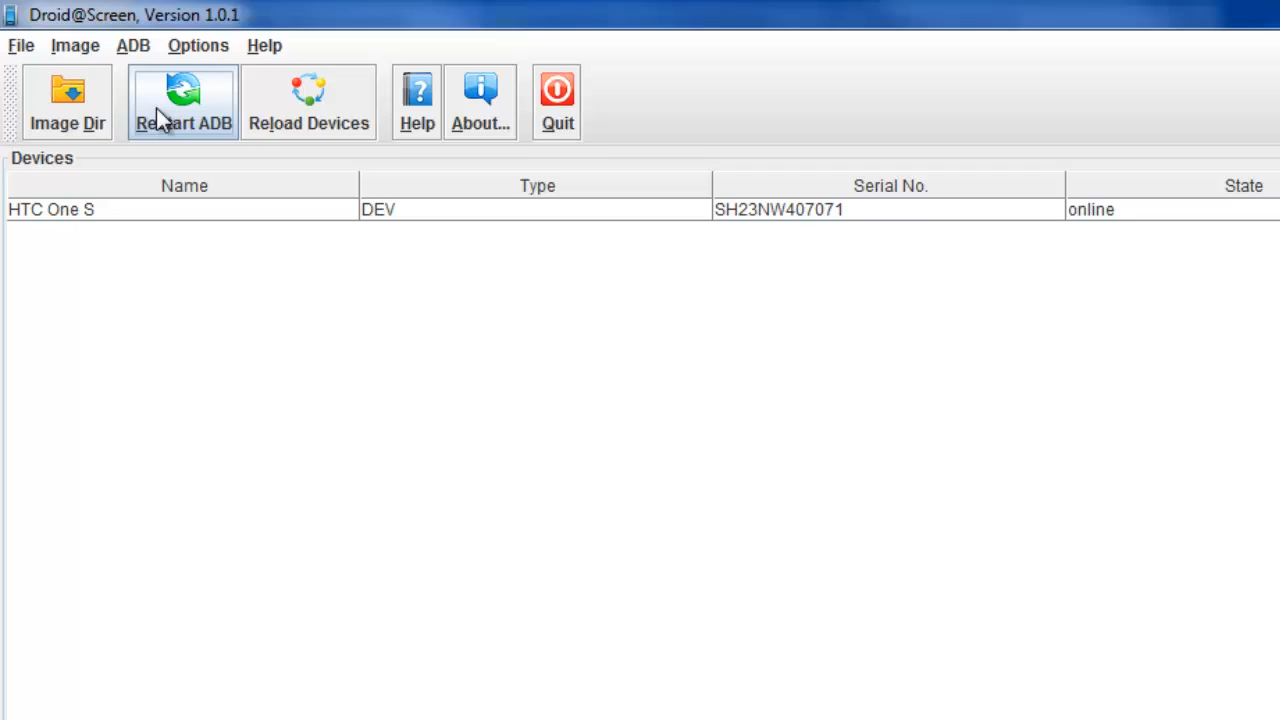 Droid@Screen, Version 1.0.1
File Image ADB Options Help
Image Dir Restart ADB Reload Devices Help About... Quit
Devices
Name Type Serial No. State
HTC One S DEV SH23NW407071 online